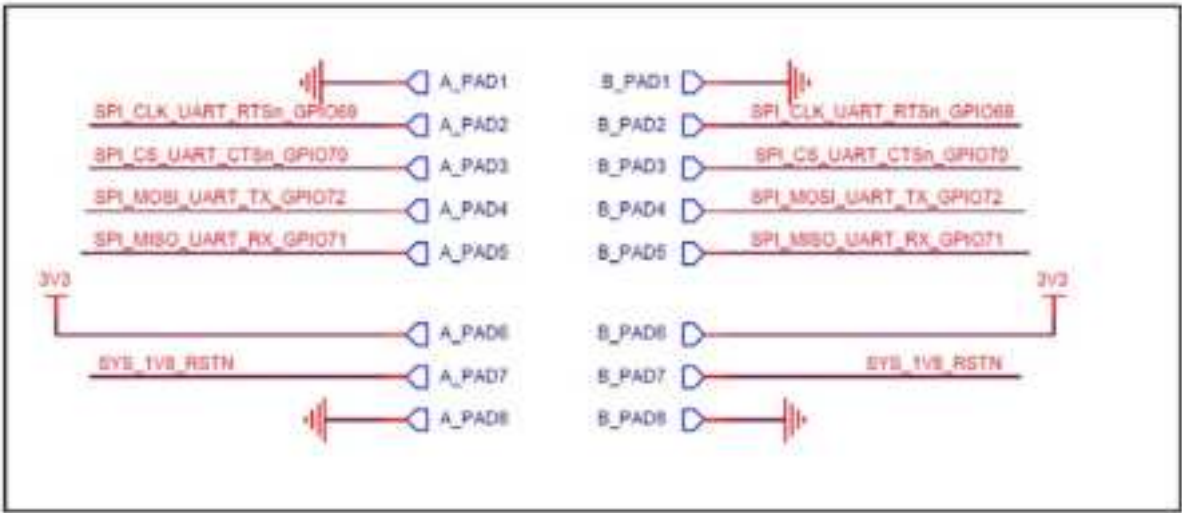 A_PAD1 B_PAD1
SPI_CLK_UART_RTSn_GPIO69 A_PAD2 B_PAD2 SPI_CLK_UART_RTSn_GPIO69
SPI_CS_UART_CTSn_GPIO70 A_PAD3 B_PAD3 SPI_CS_UART_CTSn_GPIO70
SPI_MOSI_UART_TX_GPIO72 A_PAD4 B_PAD4 SPI_MOSI_UART_TX_GPIO72
SPI_MISO_UART_RX_GPIO71 A_PAD5 B_PAD5 SPI_MISO_UART_RX_GPIO71
3V3 3V3
A_PAD6 B_PAD6
SYS_1V8_RSTN A_PAD7 B_PAD7 SYS_1V8_RSTN
A_PAD8 B_PAD8